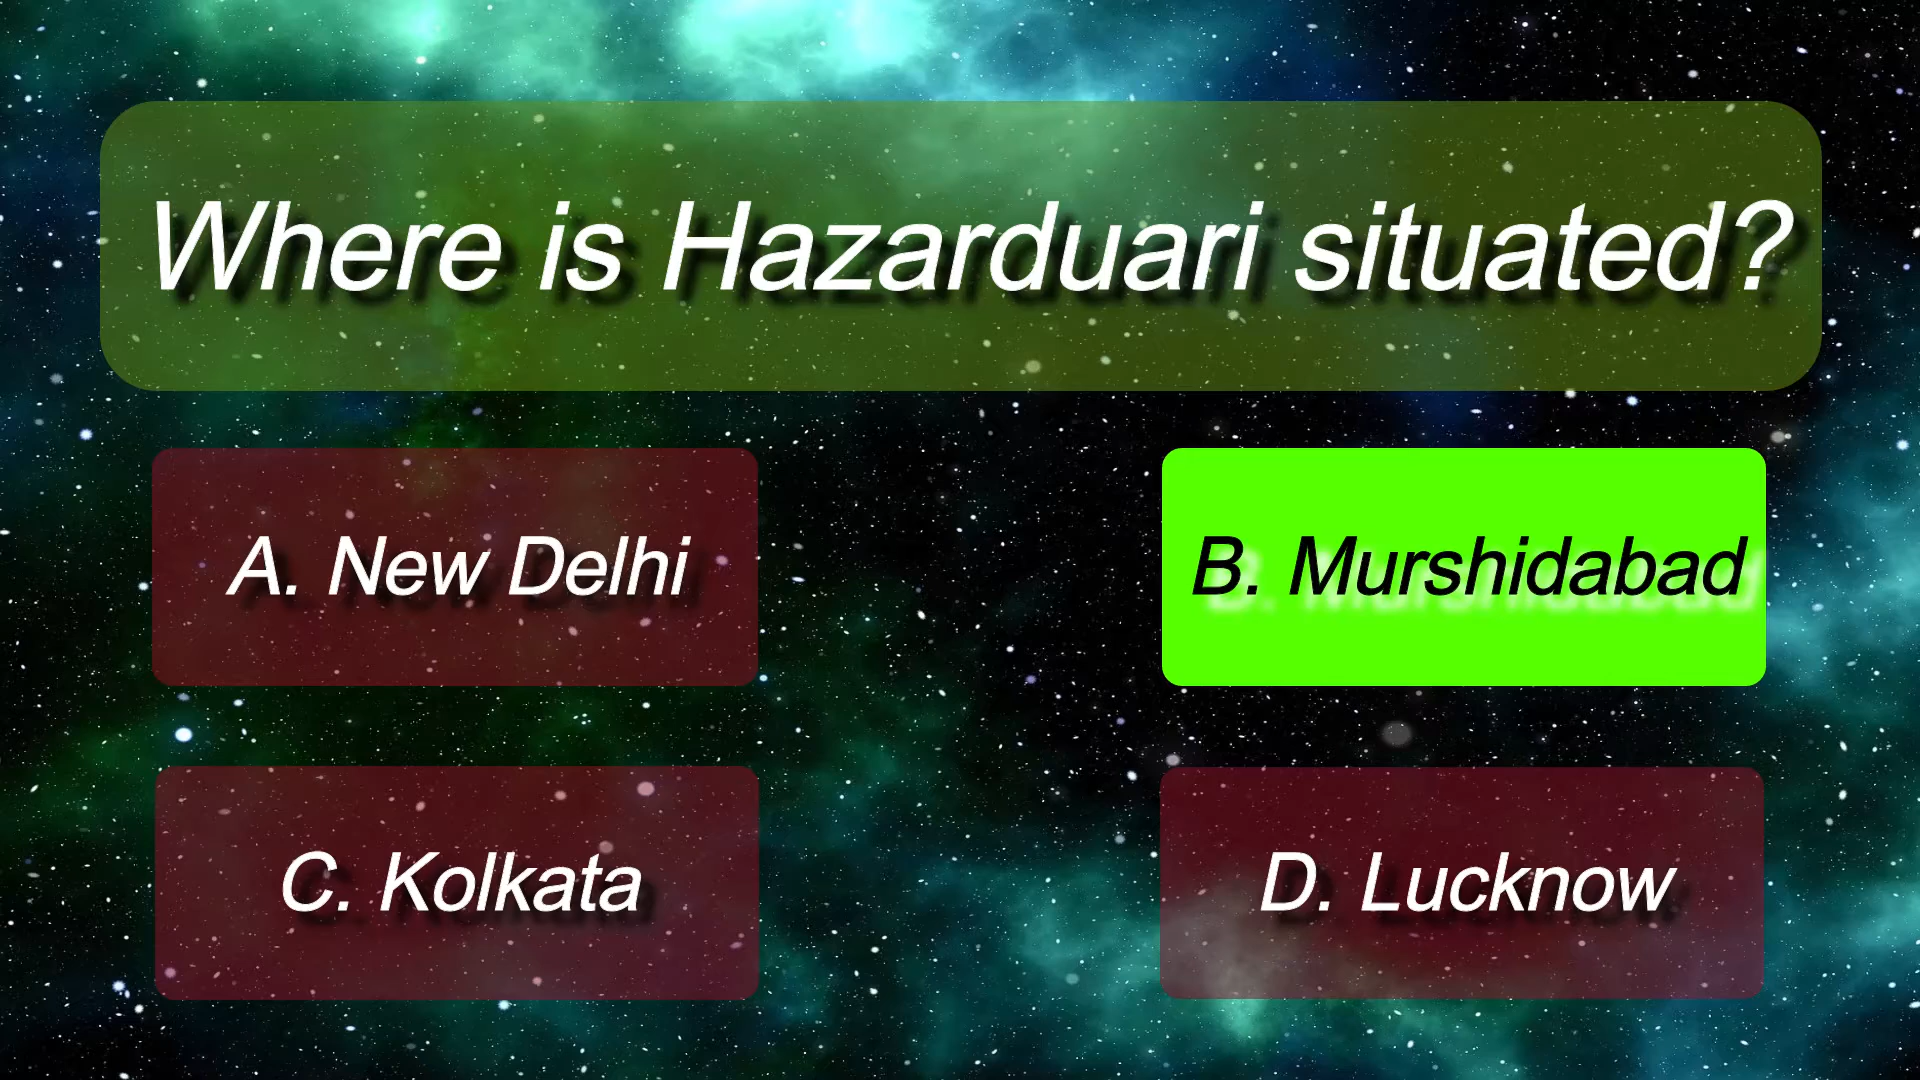 Where is Hazarduari situated?
A. New Delhi
B. Murshidabad
C. Kolkata
D. Lucknow